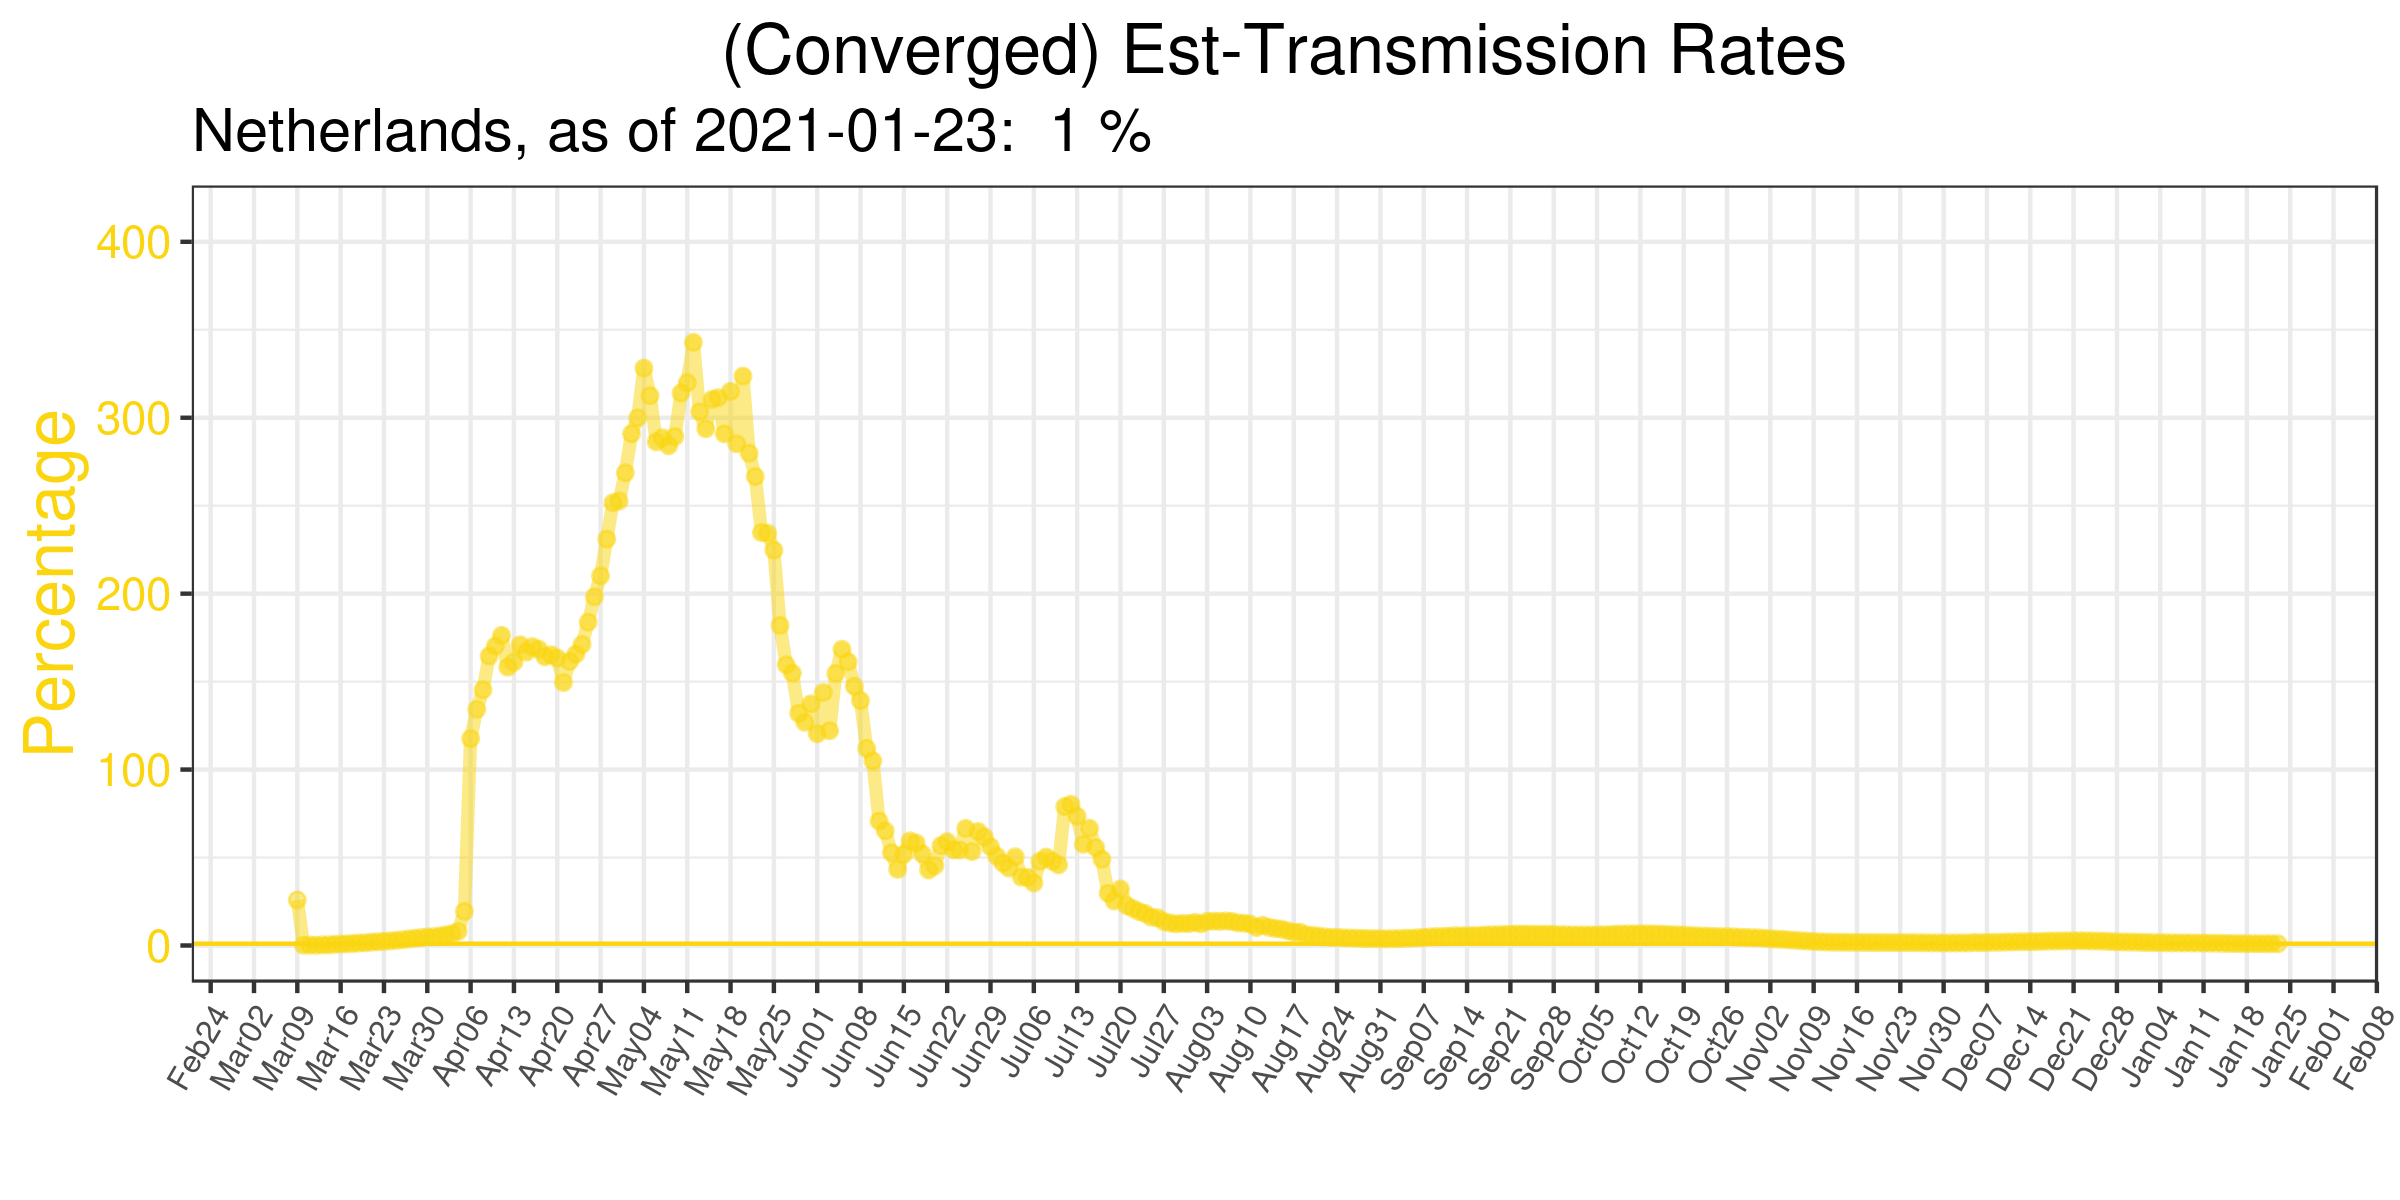 (Converged) Est-Transmission Rates
Netherlands, as of 2021-01-23:  1 %
Percentage
400
300
200
100
0
Feb24
Mar02
Mar09
Mar16
Mar23
Mar30
Apr06
Apr13
Apr20
Apr27
May04
May11
May18
May25
Jun01
Jun08
Jun15
Jun22
Jun29
Jul06
Jul13
Jul20
Jul27
Aug03
Aug10
Aug17
Aug24
Aug31
Sep07
Sep14
Sep21
Sep28
Oct05
Oct12
Oct19
Oct26
Nov02
Nov09
Nov16
Nov23
Nov30
Dec07
Dec14
Dec21
Dec28
Jan04
Jan11
Jan18
Jan25
Feb01
Feb08